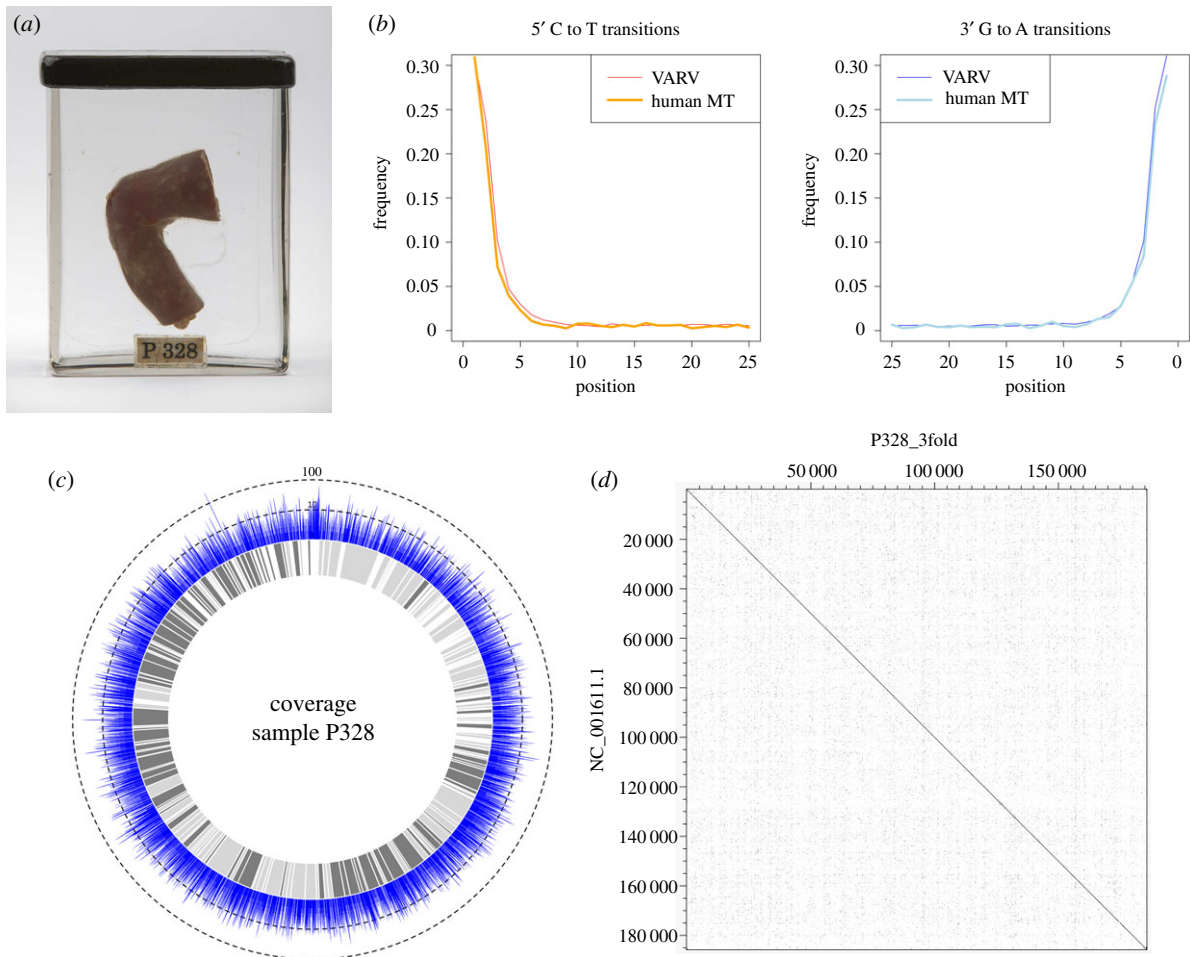 (a)
P 328
(b)
5′ C to T transitions
VARV
human MT
frequency
0.30
0.25
0.20
0.15
0.10
0.05
0
0 5 10 15 20 25
position
3′ G to A transitions
VARV
human MT
frequency
0.30
0.25
0.20
0.15
0.10
0.05
0
25 20 15 10 5 0
position
(c)
100
coverage
sample P328
(d)
P328_3fold
50 000 100 000 150 000
NC_001611.1
20 000
40 000
60 000
80 000
100 000
120 000
140 000
160 000
180 000